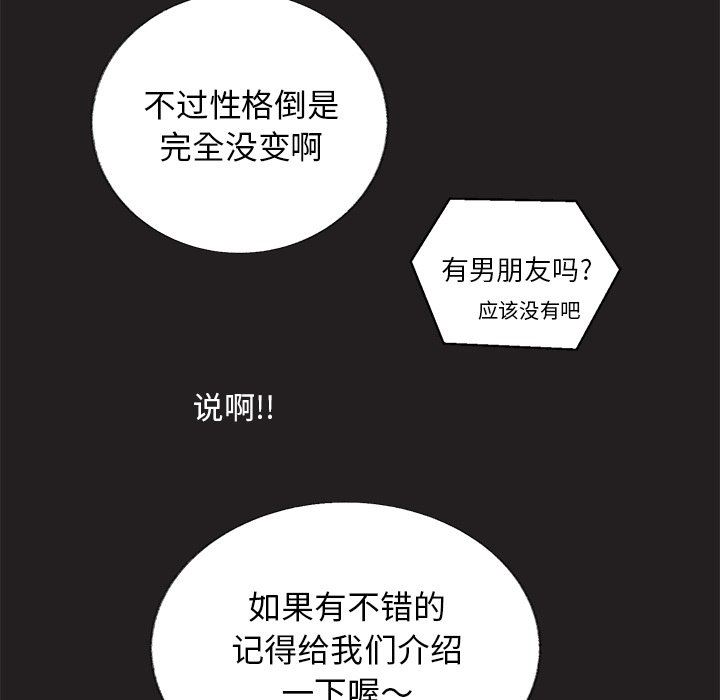 不过性格倒是
完全没变啊
有男朋友吗?
应该没有吧
说啊!!
如果有不错的
记得给我们介绍
一下喔～